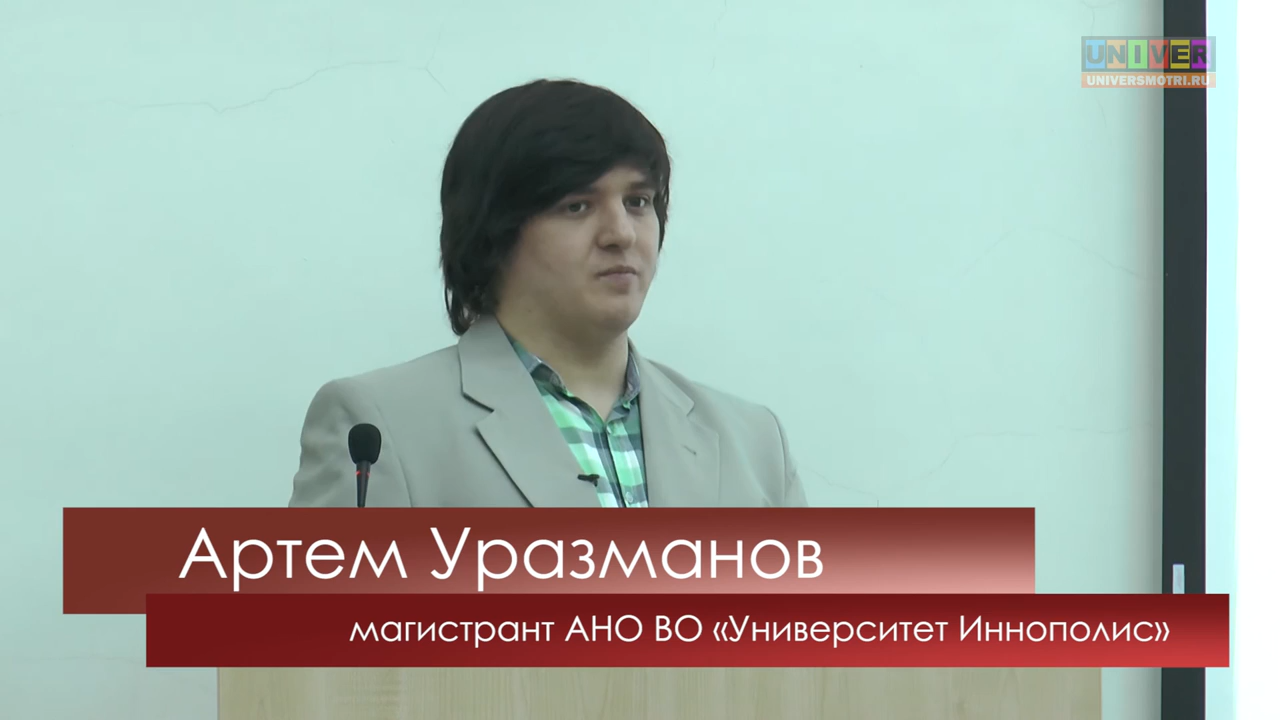 UNIVER
UNIVERSMOTRI.RU
Артем Уразманов
магистрант АНО ВО «Университет Иннополис»